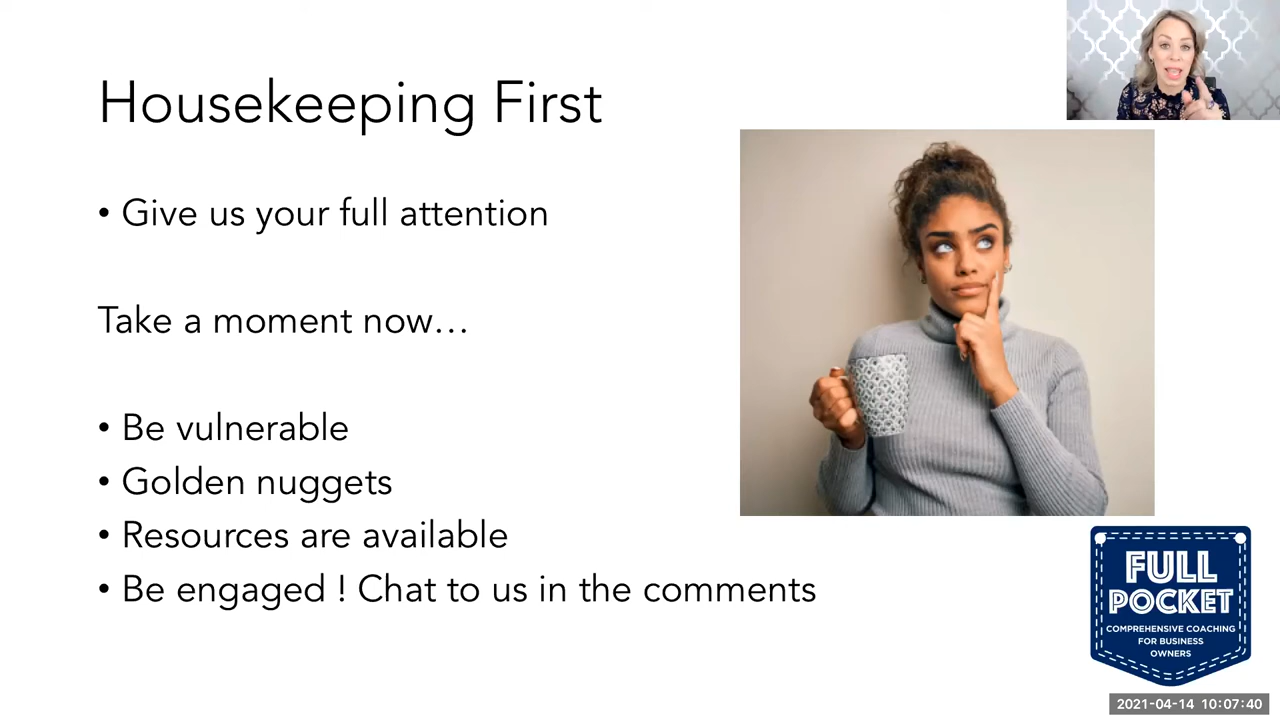 Housekeeping First
• Give us your full attention
Take a moment now…
• Be vulnerable
• Golden nuggets
• Resources are available
• Be engaged ! Chat to us in the comments
FULL
POCKET
COMPREHENSIVE COACHING
FOR BUSINESS
OWNERS
2021-04-14 10:07:40